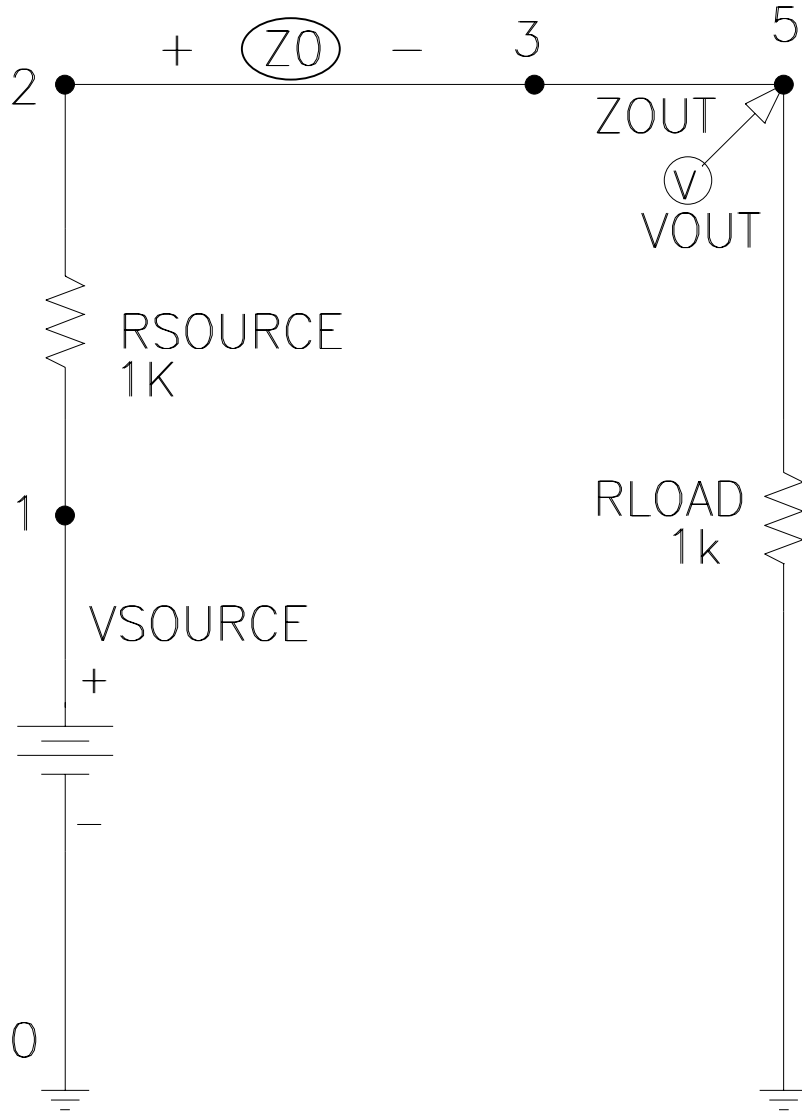 5
+ Z0 - 3
2
ZOUT
V
VOUT
RSOURCE
1K
RLOAD
1k
1
VSOURCE
+
-
0